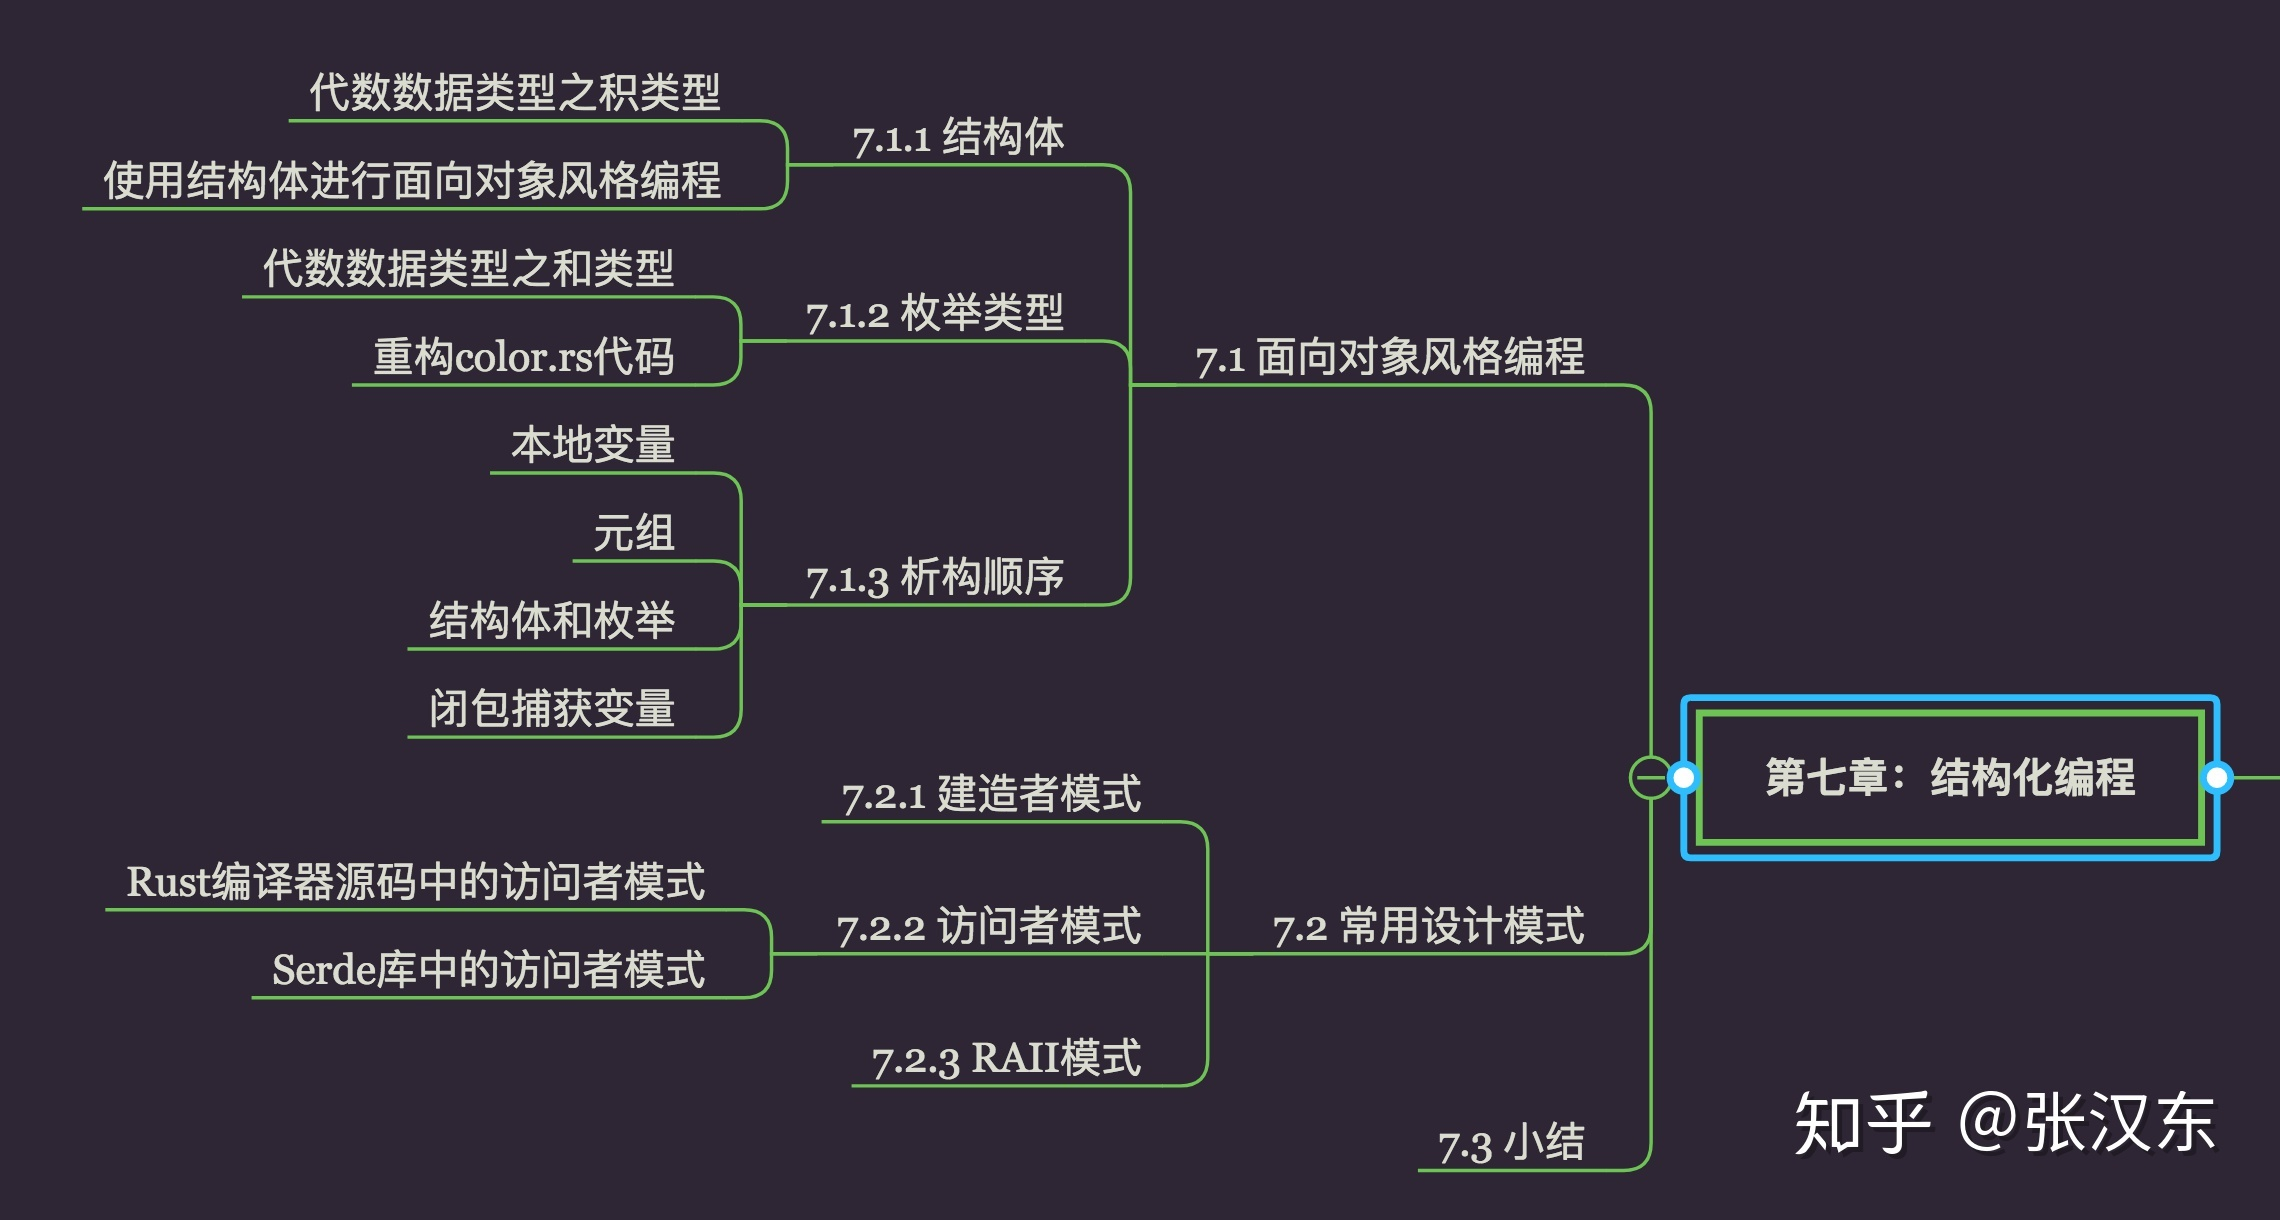 第七章：结构化编程
7.1 面向对象风格编程
7.1.1 结构体
代数数据类型之积类型
使用结构体进行面向对象风格编程
7.1.2 枚举类型
代数数据类型之和类型
重构color.rs代码
7.1.3 析构顺序
本地变量
元组
结构体和枚举
闭包捕获变量
7.2 常用设计模式
7.2.1 建造者模式
7.2.2 访问者模式
Rust编译器源码中的访问者模式
Serde库中的访问者模式
7.2.3 RAII模式
7.3 小结
知乎 @张汉东